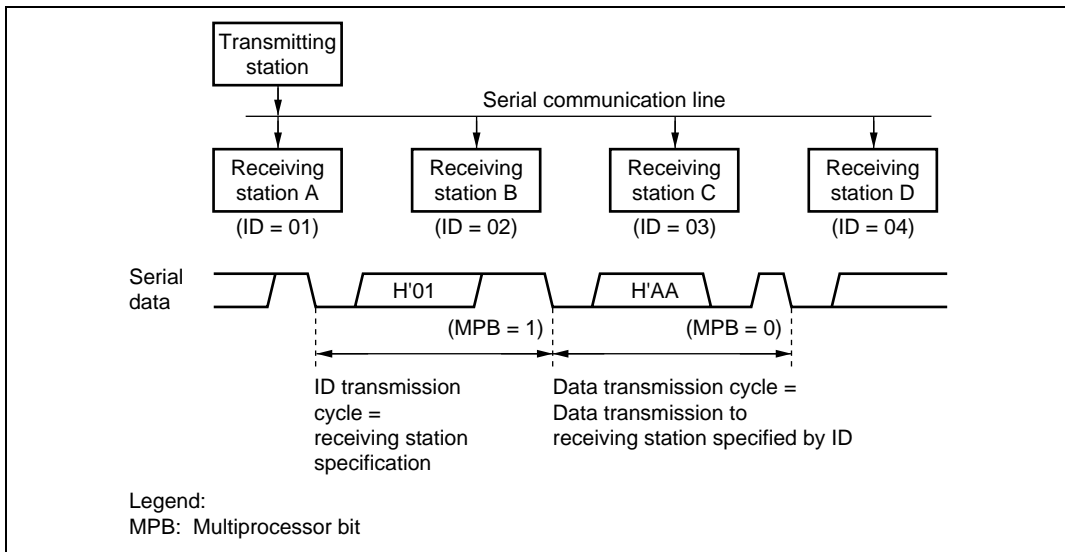 Transmitting
station
Serial communication line
Receiving
station A
Receiving
station B
Receiving
station C
Receiving
station D
(ID = 01)
(ID = 02)
(ID = 03)
(ID = 04)
Serial
data
H'01
H'AA
(MPB = 1)
(MPB = 0)
ID transmission
cycle =
receiving station
specification
Data transmission cycle =
Data transmission to
receiving station specified by ID
Legend:
MPB: Multiprocessor bit